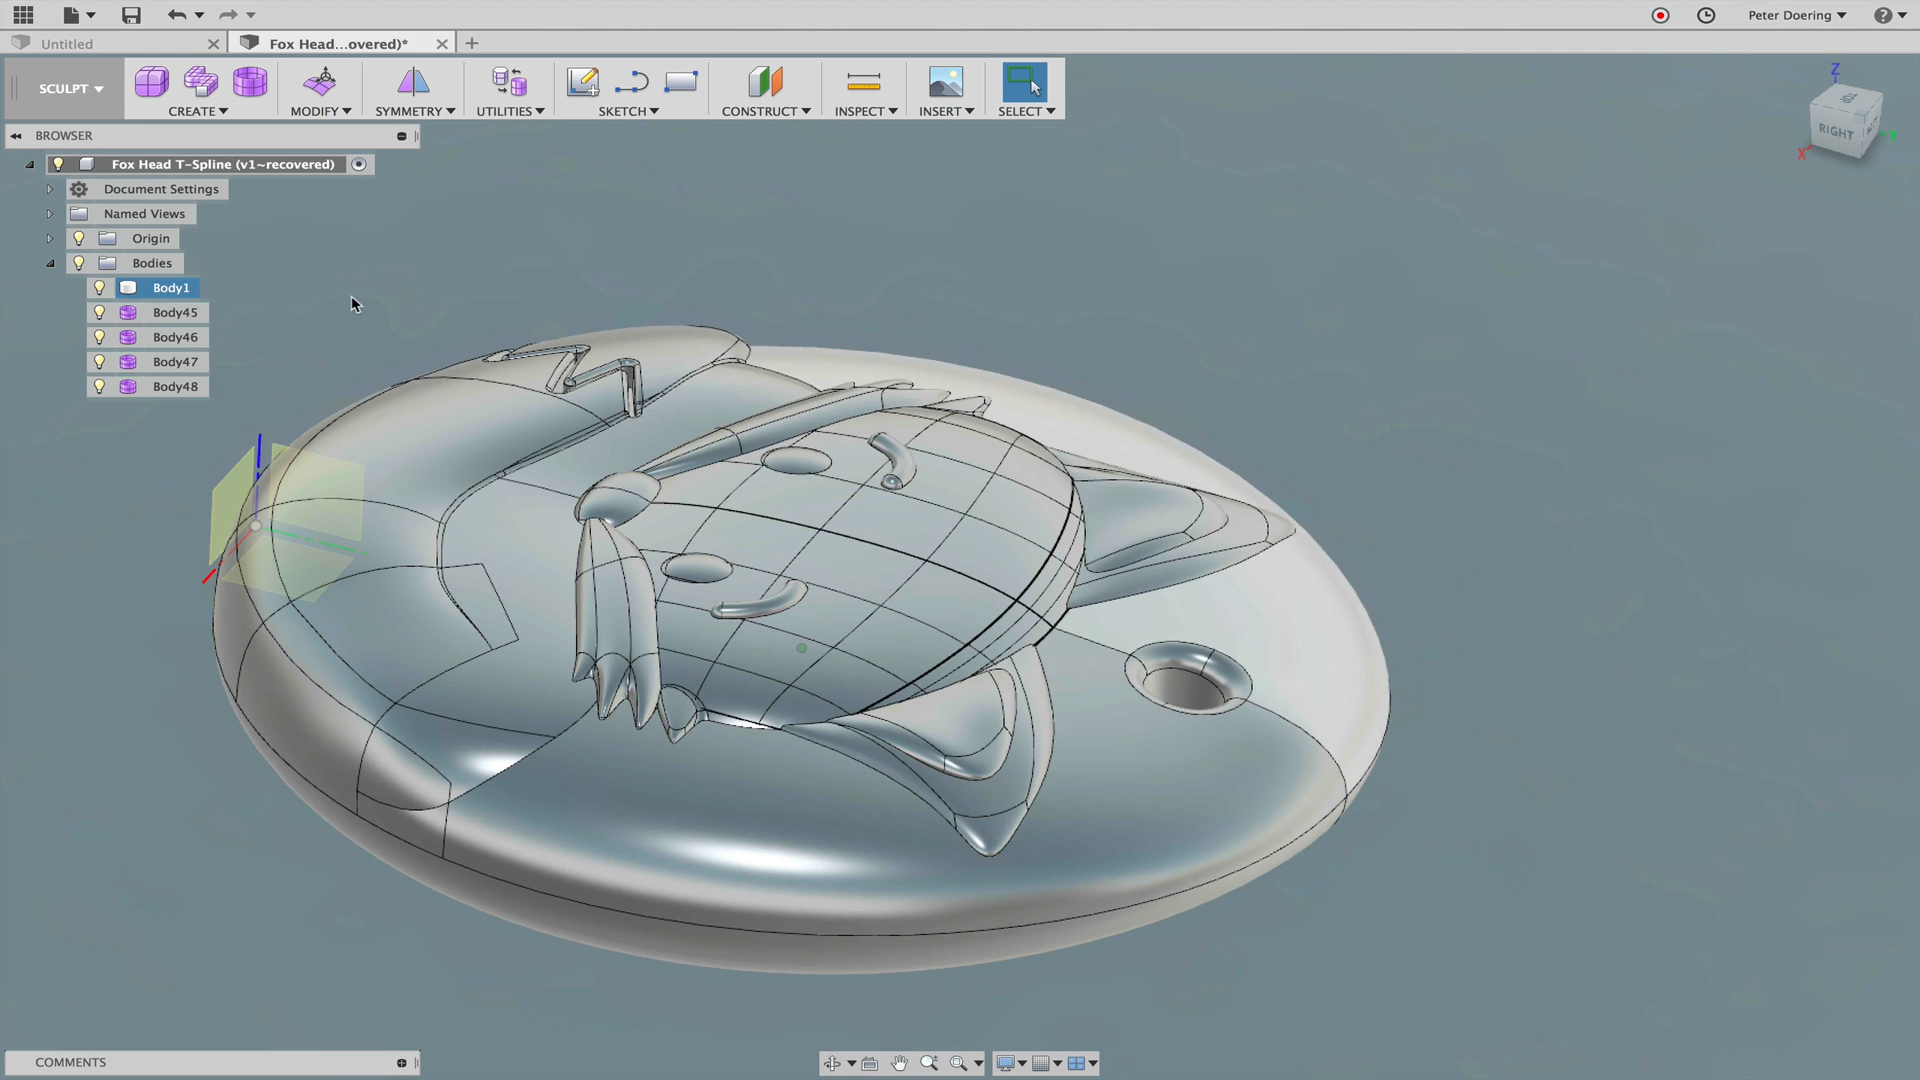 Peter Doering
Untitled
Fox Head...overed)*
SCULPT
CREATE
MODIFY
SYMMETRY
UTILITIES
SKETCH
CONSTRUCT
INSPECT
INSERT
SELECT
BROWSER
Fox Head T-Spline (v1~recovered)
Document Settings
Named Views
Origin
Bodies
Body1
Body45
Body46
Body47
Body48
Z
TOP
RIGHT
X
Y
COMMENTS